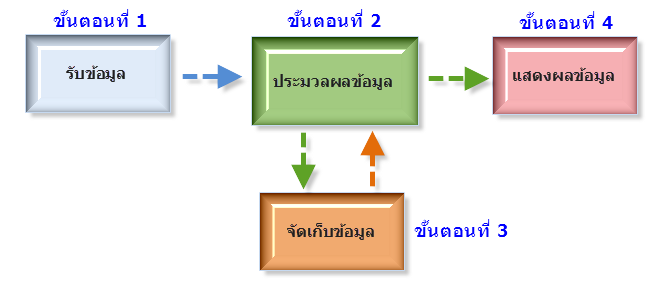 ขั้นตอนที่ 1
รับข้อมูล
ขั้นตอนที่ 2
ประมวลผลข้อมูล
ขั้นตอนที่ 4
แสดงผลข้อมูล
จัดเก็บข้อมูล
ขั้นตอนที่ 3